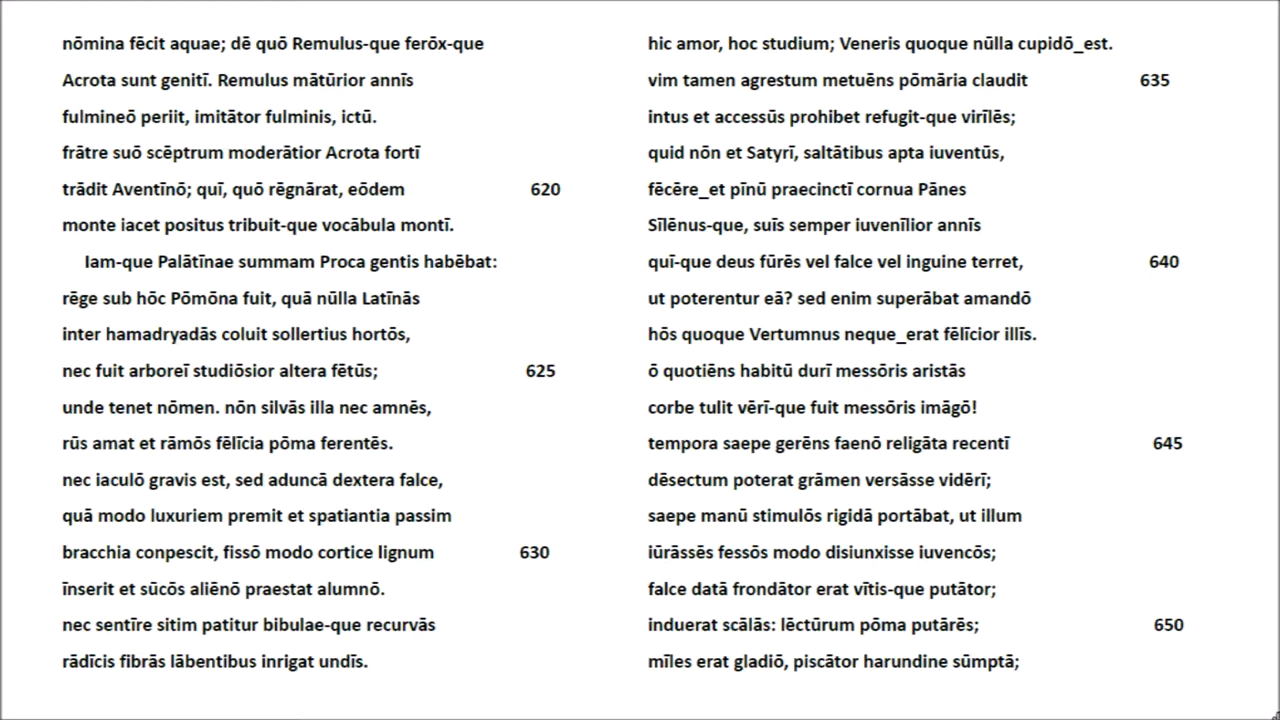 nōmina fēcit aquae; dē quō Remulus-que ferōx-que
Acrota sunt genitī. Remulus mātūrior annīs
fulmineō periit, imitātor fulminis, ictū.
frātre suō scēptrum moderātior Acrota fortī
trādit Aventīnō; quī, quō rēgnārat, eōdem 620
monte iacet positus tribuit-que vocābula montī.
Iam-que Palātīnae summam Proca gentis habēbat:
rēge sub hōc Pōmōna fuit, quā nūlla Latīnās
inter hamadryadās coluit sollertius hortōs,
nec fuit arboreī studiōsior altera fētūs; 625
unde tenet nōmen. nōn silvās illa nec amnēs,
rūs amat et rāmōs fēlīcia pōma ferentēs.
nec iaculō gravis est, sed aduncā dextera falce,
quā modo luxuriem premit et spatiantia passim
bracchia conpescit, fissō modo cortice lignum 630
īnserit et sūcōs aliēnō praestat alumnō.
nec sentīre sitim patitur bibulae-que recurvās
rādīcis fibrās lābentibus inrigat undīs.
hic amor, hoc studium; Veneris quoque nūlla cupidō_est.
vim tamen agrestum metuēns pōmāria claudit 635
intus et accessūs prohibet refugit-que virīlēs;
quid nōn et Satyrī, saltātibus apta iuventūs,
fēcēre_et pīnū praecinctī cornua Pānes
Sīlēnus-que, suīs semper iuvenīlior annīs
quī-que deus fūrēs vel falce vel inguine terret, 640
ut poterentur eā? sed enim superābat amandō
hōs quoque Vertumnus neque_erat fēlīcior illīs.
ō quotiēns habitū dūrī messōris aristās
corbe tulit vērī-que fuit messōris imāgō!
tempora saepe gerēns faenō religāta recentī 645
dēsectum poterat grāmen versāsse vidērī;
saepe manū stimulōs rigidā portābat, ut illum
iūrāssēs fessōs modo disiunxisse iuvencōs;
falce datā frondātor erat vītis-que putātor;
induerat scālās: lēctūrum pōma putārēs; 650
mīles erat gladiō, piscātor harundine sūmptā;